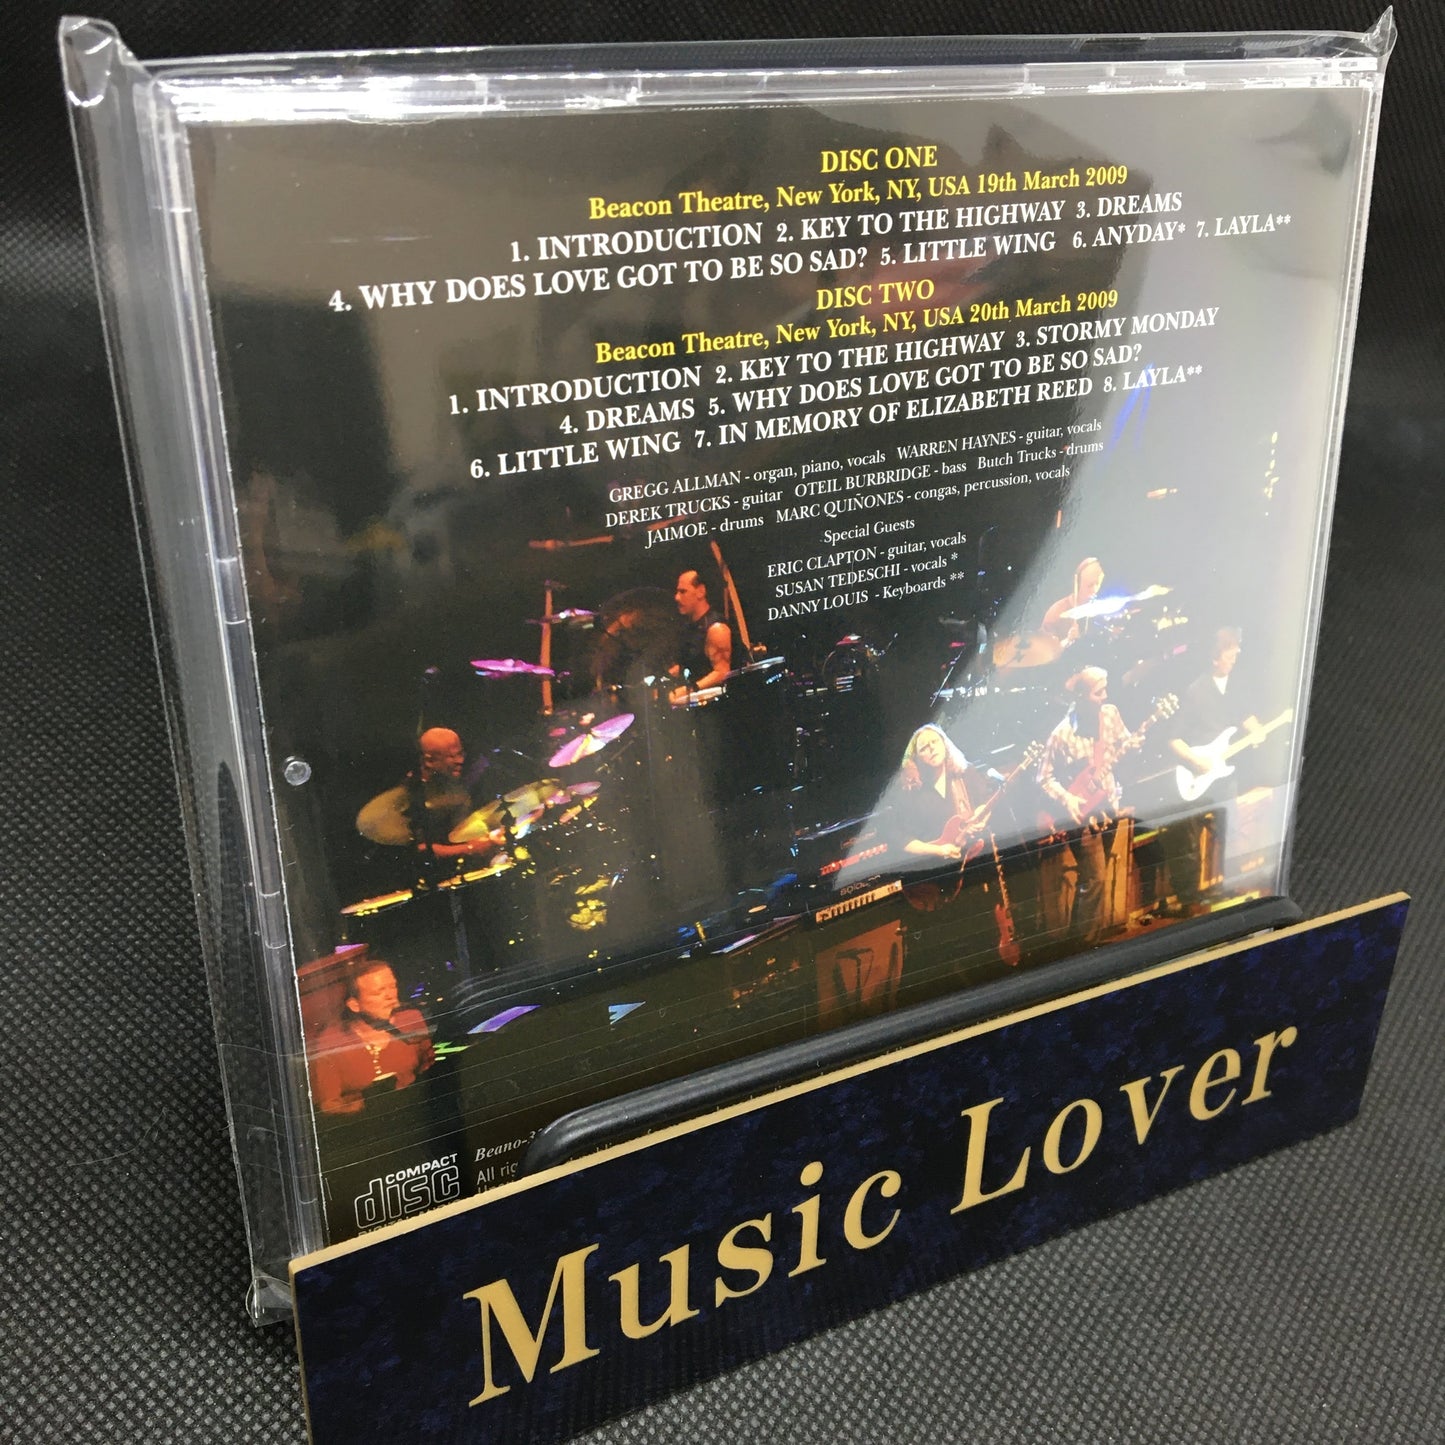 DISC ONE
Beacon Theatre, New York, NY, USA 19th March 2009
1. INTRODUCTION 2. KEY TO THE HIGHWAY 3. DREAMS
4. WHY DOES LOVE GOT TO BE SO SAD? 5. LITTLE WING 6. ANYDAY* 7. LAYLA**
DISC TWO
Beacon Theatre, New York, NY, USA 20th March 2009
1. INTRODUCTION 2. KEY TO THE HIGHWAY 3. STORMY MONDAY
4. DREAMS 5. WHY DOES LOVE GOT TO BE SO SAD?
6. LITTLE WING 7. IN MEMORY OF ELIZABETH REED 8. LAYLA**
GREGG ALLMAN - organ, piano, vocals WARREN HAYNES - guitar, vocals
DEREK TRUCKS - guitar OTEIL BURBRIDGE - bass Butch Trucks - drums
JAIMOE - drums MARC QUIÑONES - congas, percussion, vocals
Special Guests
ERIC CLAPTON - guitar, vocals
SUSAN TEDESCHI - vocals *
DANNY LOUIS - Keyboards **
COMPACT
disc
Beano-3
All
Music Lover